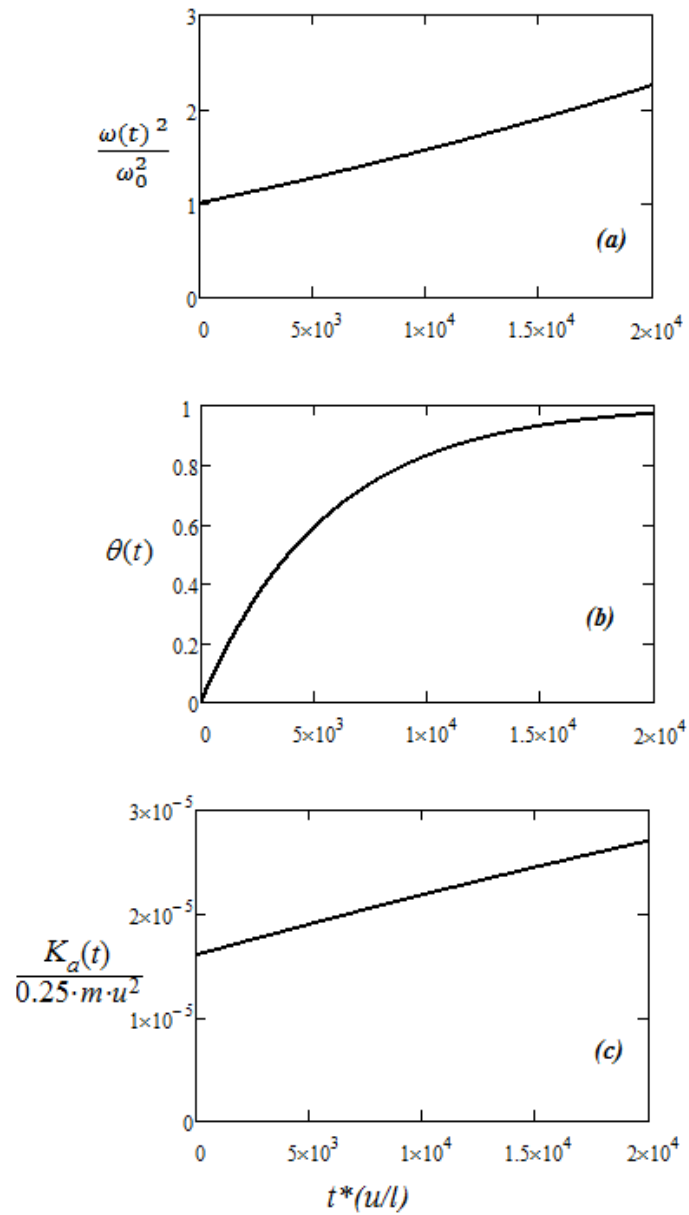 3
2
ω(t)²
ω₀²
1
(a)
0
0 5×10³ 1×10⁴ 1.5×10⁴ 2×10⁴
1
0.8
0.6
θ(t)
0.4
(b)
0.2
0
0 5×10³ 1×10⁴ 1.5×10⁴ 2×10⁴
3×10⁻⁵
2×10⁻⁵
Kₐ(t)
0.25·m·u²
1×10⁻⁵
(c)
0
0 5×10³ 1×10⁴ 1.5×10⁴ 2×10⁴
t*(u/l)